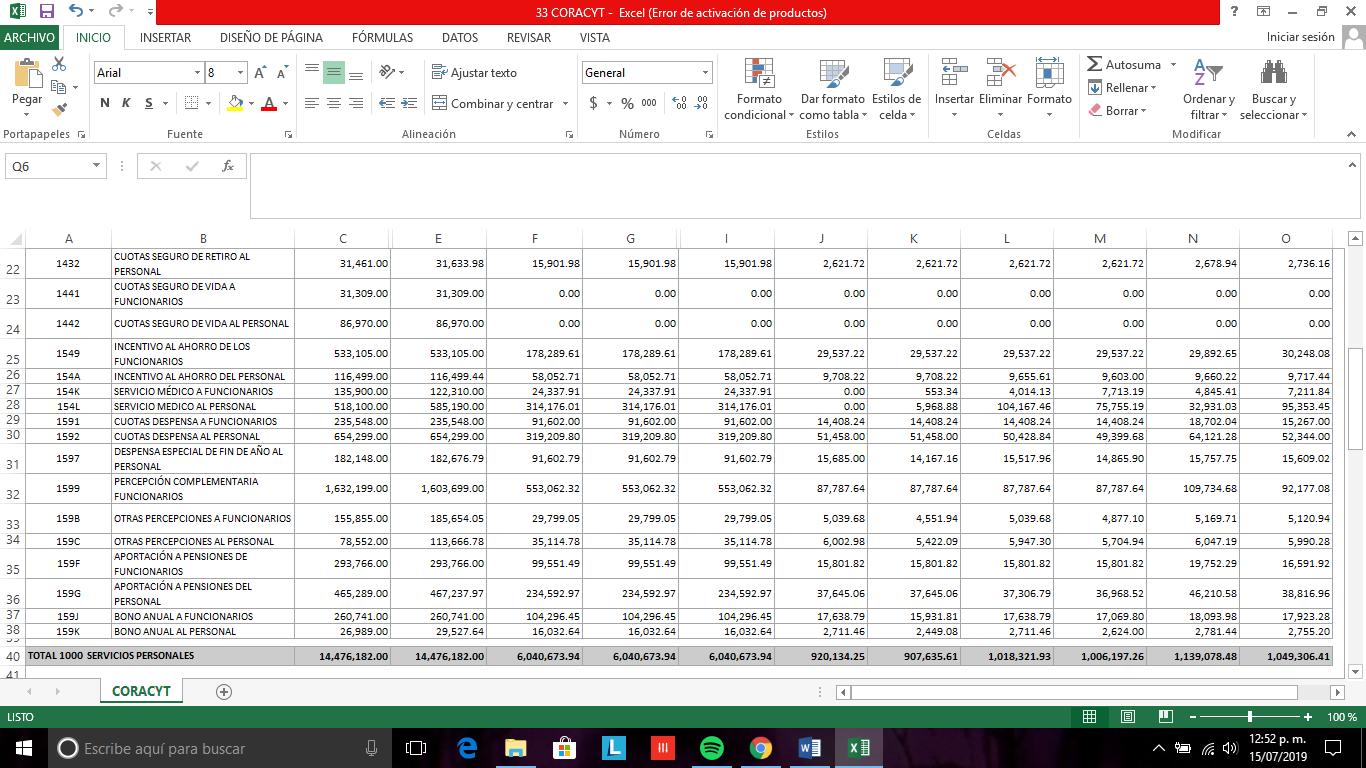 33 CORACYT - Excel (Error de activación de productos)
ARCHIVO INICIO INSERTAR DISEÑO DE PÁGINA FÓRMULAS DATOS REVISAR VISTA Iniciar sesión
Pegar
Arial 8
N K S
Ajustar texto
Combinar y centrar
General
$ % 000
Formato condicional
Dar formato como tabla
Estilos de celda
Insertar Eliminar Formato
Autosuma
Rellenar
Borrar
Ordenar y filtrar
Buscar y seleccionar
Portapapeles Fuente Alineación Número Estilos Celdas Modificar
Q6 fx
A B C E F G I J K L M N O
22 1432 CUOTAS SEGURO DE RETIRO AL PERSONAL 31,461.00 31,633.98 15,901.98 15,901.98 15,901.98 2,621.72 2,621.72 2,621.72 2,621.72 2,678.94 2,736.16
23 1441 CUOTAS SEGURO DE VIDA A FUNCIONARIOS 31,309.00 31,309.00 0.00 0.00 0.00 0.00 0.00 0.00 0.00 0.00 0.00
24 1442 CUOTAS SEGURO DE VIDA AL PERSONAL 86,970.00 86,970.00 0.00 0.00 0.00 0.00 0.00 0.00 0.00 0.00 0.00
25 1549 INCENTIVO AL AHORRO DE LOS FUNCIONARIOS 533,105.00 533,105.00 178,289.61 178,289.61 178,289.61 29,537.22 29,537.22 29,537.22 29,537.22 29,892.65 30,248.08
26 154A INCENTIVO AL AHORRO DEL PERSONAL 116,499.00 116,499.44 58,052.71 58,052.71 58,052.71 9,708.22 9,708.22 9,655.61 9,603.00 9,660.22 9,717.44
27 154K SERVICIO MÉDICO A FUNCIONARIOS 135,900.00 122,310.00 24,337.91 24,337.91 24,337.91 0.00 553.34 4,014.13 7,713.19 4,845.41 7,211.84
28 154L SERVICIO MEDICO AL PERSONAL 518,100.00 585,190.00 314,176.01 314,176.01 314,176.01 0.00 5,968.88 104,167.46 75,755.19 32,931.03 95,353.45
29 1591 CUOTAS DESPENSA A FUNCIONARIOS 235,548.00 235,548.00 91,602.00 91,602.00 91,602.00 14,408.24 14,408.24 14,408.24 14,408.24 18,702.04 15,267.00
30 1592 CUOTAS DESPENSA AL PERSONAL 654,299.00 654,299.00 319,209.80 319,209.80 319,209.80 51,458.00 51,458.00 50,428.84 49,399.68 64,121.28 52,344.00
31 1597 DESPENSA ESPECIAL DE FIN DE AÑO AL PERSONAL 182,148.00 182,676.79 91,602.79 91,602.79 91,602.79 15,685.00 14,167.16 15,517.96 14,865.90 15,757.75 15,609.02
32 1599 PERCEPCIÓN COMPLEMENTARIA FUNCIONARIOS 1,632,199.00 1,603,699.00 553,062.32 553,062.32 553,062.32 87,787.64 87,787.64 87,787.64 87,787.64 109,734.68 92,177.08
33 159B OTRAS PERCEPCIONES A FUNCIONARIOS 155,855.00 185,654.05 29,799.05 29,799.05 29,799.05 5,039.68 4,551.94 5,039.68 4,877.10 5,169.71 5,120.94
34 159C OTRAS PERCEPCIONES AL PERSONAL 78,552.00 113,666.78 35,114.78 35,114.78 35,114.78 6,002.98 5,422.09 5,947.30 5,704.94 6,047.19 5,990.28
35 159F APORTACIÓN A PENSIONES DE FUNCIONARIOS 293,766.00 293,766.00 99,551.49 99,551.49 99,551.49 15,801.82 15,801.82 15,801.82 15,801.82 19,752.29 16,591.92
36 159G APORTACIÓN A PENSIONES DEL PERSONAL 465,289.00 467,237.97 234,592.97 234,592.97 234,592.97 37,645.06 37,645.06 37,306.79 36,968.52 46,210.58 38,816.96
37 159J BONO ANUAL A FUNCIONARIOS 260,741.00 260,741.00 104,296.45 104,296.45 104,296.45 17,638.79 15,931.81 17,638.79 17,069.80 18,093.98 17,923.28
38 159K BONO ANUAL AL PERSONAL 26,989.00 29,527.64 16,032.64 16,032.64 16,032.64 2,711.46 2,449.08 2,711.46 2,624.00 2,781.44 2,755.20
39
40 TOTAL 1000 SERVICIOS PERSONALES 14,476,182.00 14,476,182.00 6,040,673.94 6,040,673.94 6,040,673.94 920,134.25 907,635.61 1,018,321.93 1,006,197.26 1,139,078.48 1,049,306.41
41
CORACYT
LISTO 100 %
Escribe aquí para buscar
12:52 p. m.
15/07/2019